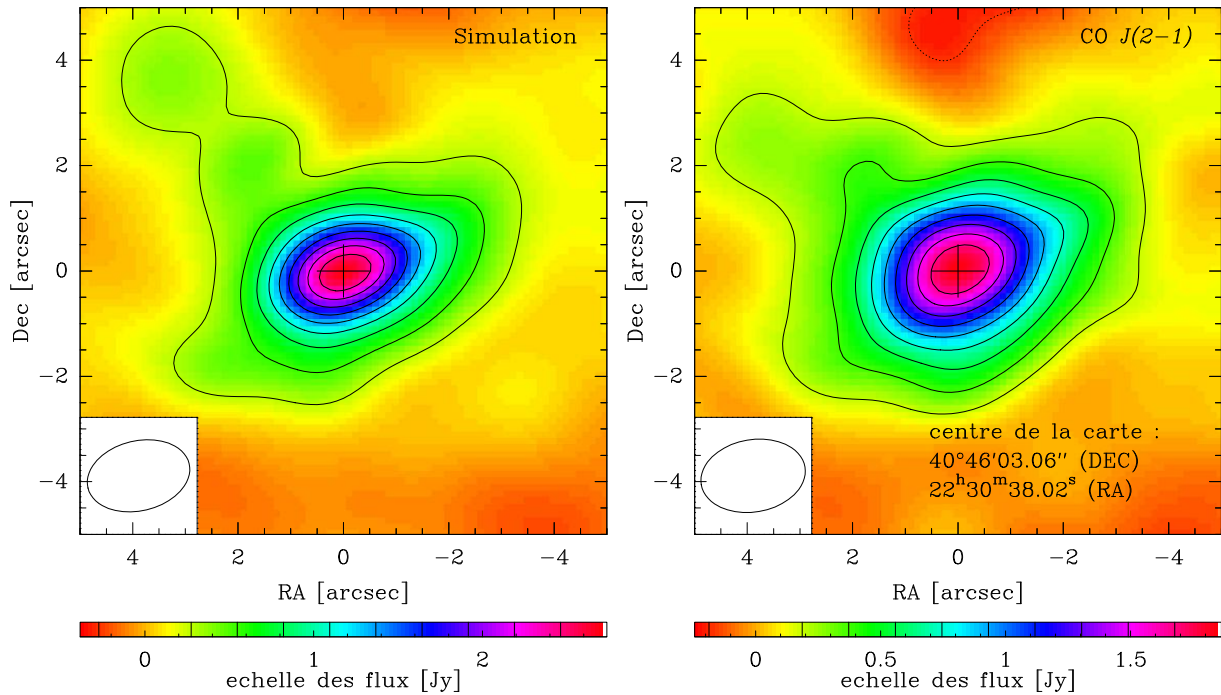 Simulation
CO J(2-1)
4
2
0
−2
−4
Dec [arcsec]
4
2
0
−2
−4
RA [arcsec]
0
1
2
echelle des flux [Jy]
4
2
0
−2
−4
Dec [arcsec]
centre de la carte :
40°46′03.06″ (DEC)
22ʰ30ᵐ38.02ˢ (RA)
4
2
0
−2
−4
RA [arcsec]
0
0.5
1
1.5
echelle des flux [Jy]